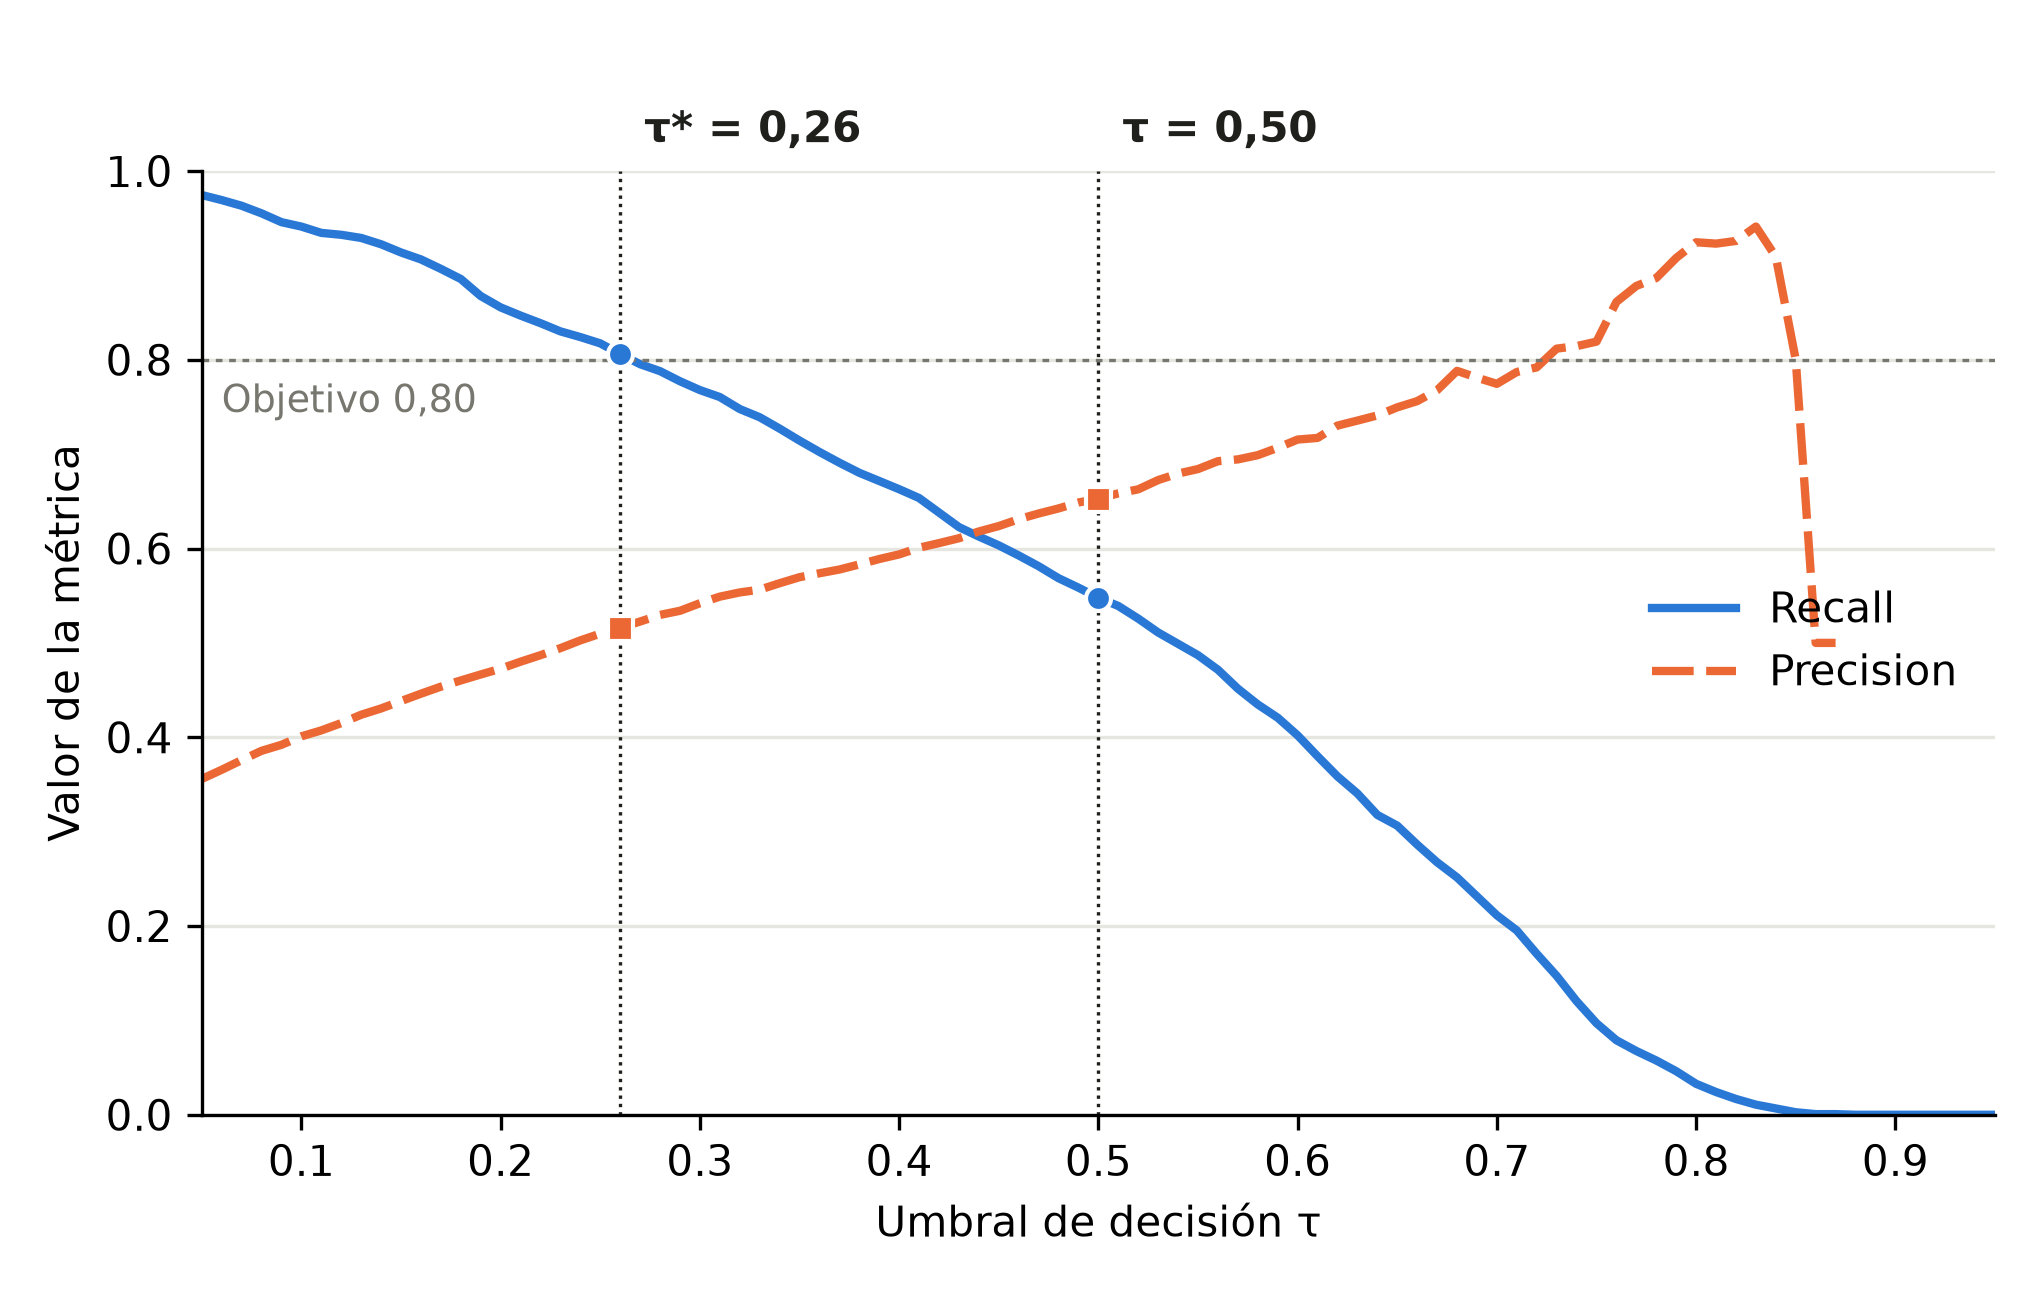 τ* = 0,26
τ = 0,50
1.0
0.8
0.6
0.4
0.2
0.0
Objetivo 0,80
Valor de la métrica
Recall
Precision
0.1 0.2 0.3 0.4 0.5 0.6 0.7 0.8 0.9
Umbral de decisión τ